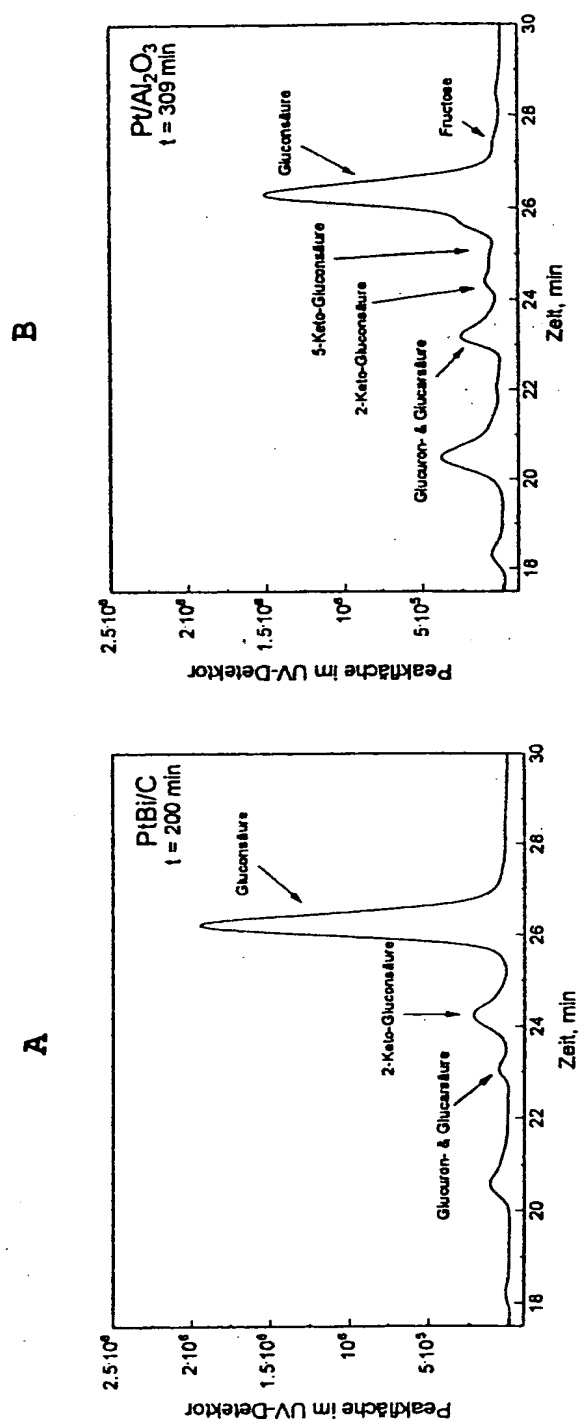 A
Peakfläche im UV-Detektor
2.5·10⁶
2·10⁶
1.5·10⁶
10⁶
5·10⁵
PtBi/C
t = 200 min
Gluconsäure
2-Keto-Gluconsäure
Glucuron- & Glucarsäure
18 20 22 24 26 28 30
Zeit, min
B
Peakfläche im UV-Detektor
2.5·10⁶
2·10⁶
1.5·10⁶
10⁶
5·10⁵
Pt/Al₂O₃
t = 309 min
Gluconsäure
5-Keto-Gluconsäure
2-Keto-Gluconsäure
Glucuron- & Glucarsäure
Fructose
18 20 22 24 26 28 30
Zeit, min